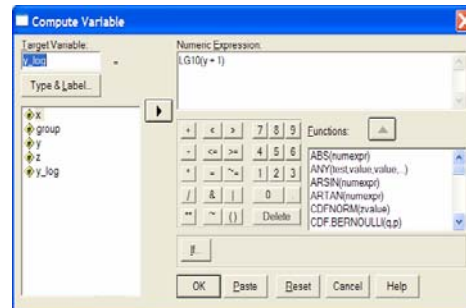 Compute Variable
Target Variable:
y_log
=
Numeric Expression:
LG10(y + 1)
Type & Label...
x
group
y
z
y_log
+ < > 7 8 9
- <= >= 4 5 6
* = ~= 1 2 3
/ & | 0 .
** ~ () Delete
Functions:
ABS(numexpr)
ANY(test,value,value,...)
ARSIN(numexpr)
ARTAN(numexpr)
CDFNORM(zvalue)
CDF.BERNOULLI(q,p)
If...
OK Paste Reset Cancel Help